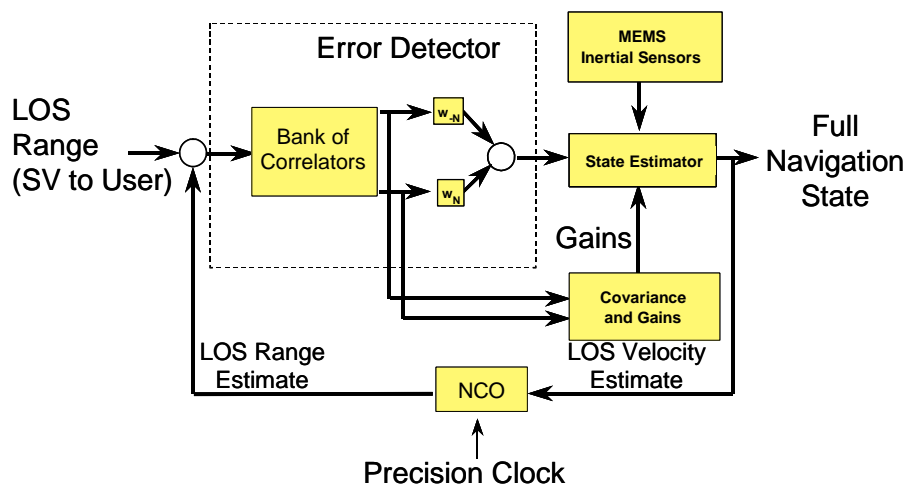 Error Detector
MEMS
Inertial Sensors
LOS
Range
(SV to User)
Bank of
Correlators
w-N
wN
State Estimator
Full
Navigation
State
Gains
Covariance
and Gains
LOS Range
Estimate
LOS Velocity
Estimate
NCO
Precision Clock